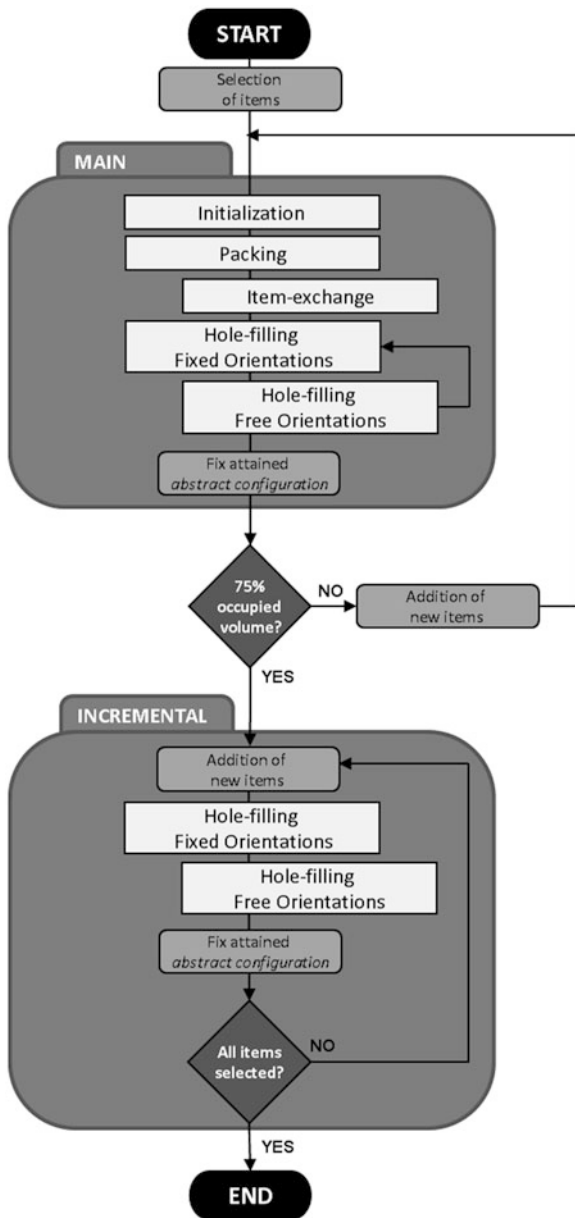 START
Selection
of items
MAIN
Initialization
Packing
Item-exchange
Hole-filling
Fixed Orientations
Hole-filling
Free Orientations
Fix attained
abstract configuration
75%
occupied
volume?
NO
Addition of
new items
YES
INCREMENTAL
Addition of
new items
Hole-filling
Fixed Orientations
Hole-filling
Free Orientations
Fix attained
abstract configuration
All items
selected?
NO
YES
END